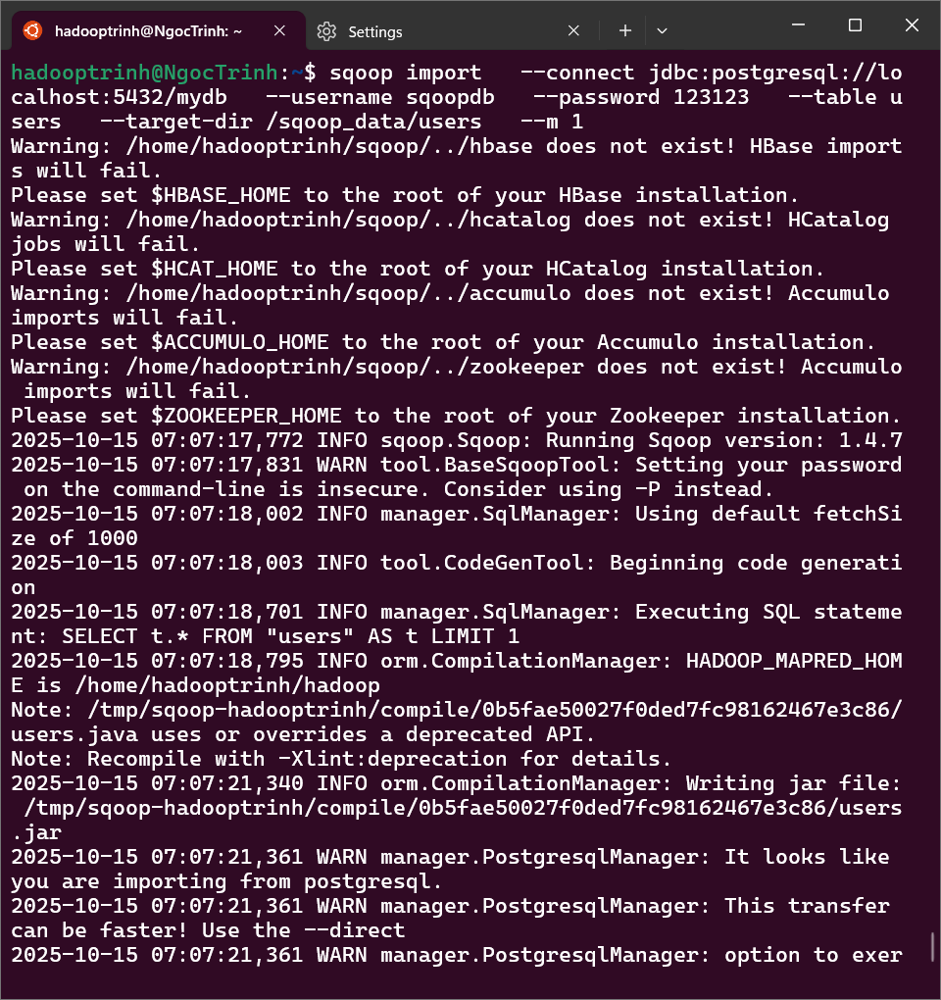 hadooptrinh@NgocTrinh: ~
Settings
hadooptrinh@NgocTrinh:~$ sqoop import   --connect jdbc:postgresql://lo
calhost:5432/mydb   --username sqoopdb   --password 123123   --table u
sers   --target-dir /sqoop_data/users   --m 1
Warning: /home/hadooptrinh/sqoop/../hbase does not exist! HBase import
s will fail.
Please set $HBASE_HOME to the root of your HBase installation.
Warning: /home/hadooptrinh/sqoop/../hcatalog does not exist! HCatalog
jobs will fail.
Please set $HCAT_HOME to the root of your HCatalog installation.
Warning: /home/hadooptrinh/sqoop/../accumulo does not exist! Accumulo
imports will fail.
Please set $ACCUMULO_HOME to the root of your Accumulo installation.
Warning: /home/hadooptrinh/sqoop/../zookeeper does not exist! Accumulo
 imports will fail.
Please set $ZOOKEEPER_HOME to the root of your Zookeeper installation.
2025-10-15 07:07:17,772 INFO sqoop.Sqoop: Running Sqoop version: 1.4.7
2025-10-15 07:07:17,831 WARN tool.BaseSqoopTool: Setting your password
 on the command-line is insecure. Consider using -P instead.
2025-10-15 07:07:18,002 INFO manager.SqlManager: Using default fetchSi
ze of 1000
2025-10-15 07:07:18,003 INFO tool.CodeGenTool: Beginning code generati
on
2025-10-15 07:07:18,701 INFO manager.SqlManager: Executing SQL stateme
nt: SELECT t.* FROM "users" AS t LIMIT 1
2025-10-15 07:07:18,795 INFO orm.CompilationManager: HADOOP_MAPRED_HOM
E is /home/hadooptrinh/hadoop
Note: /tmp/sqoop-hadooptrinh/compile/0b5fae50027f0ded7fc98162467e3c86/
users.java uses or overrides a deprecated API.
Note: Recompile with -Xlint:deprecation for details.
2025-10-15 07:07:21,340 INFO orm.CompilationManager: Writing jar file:
 /tmp/sqoop-hadooptrinh/compile/0b5fae50027f0ded7fc98162467e3c86/users
.jar
2025-10-15 07:07:21,361 WARN manager.PostgresqlManager: It looks like
you are importing from postgresql.
2025-10-15 07:07:21,361 WARN manager.PostgresqlManager: This transfer
can be faster! Use the --direct
2025-10-15 07:07:21,361 WARN manager.PostgresqlManager: option to exer